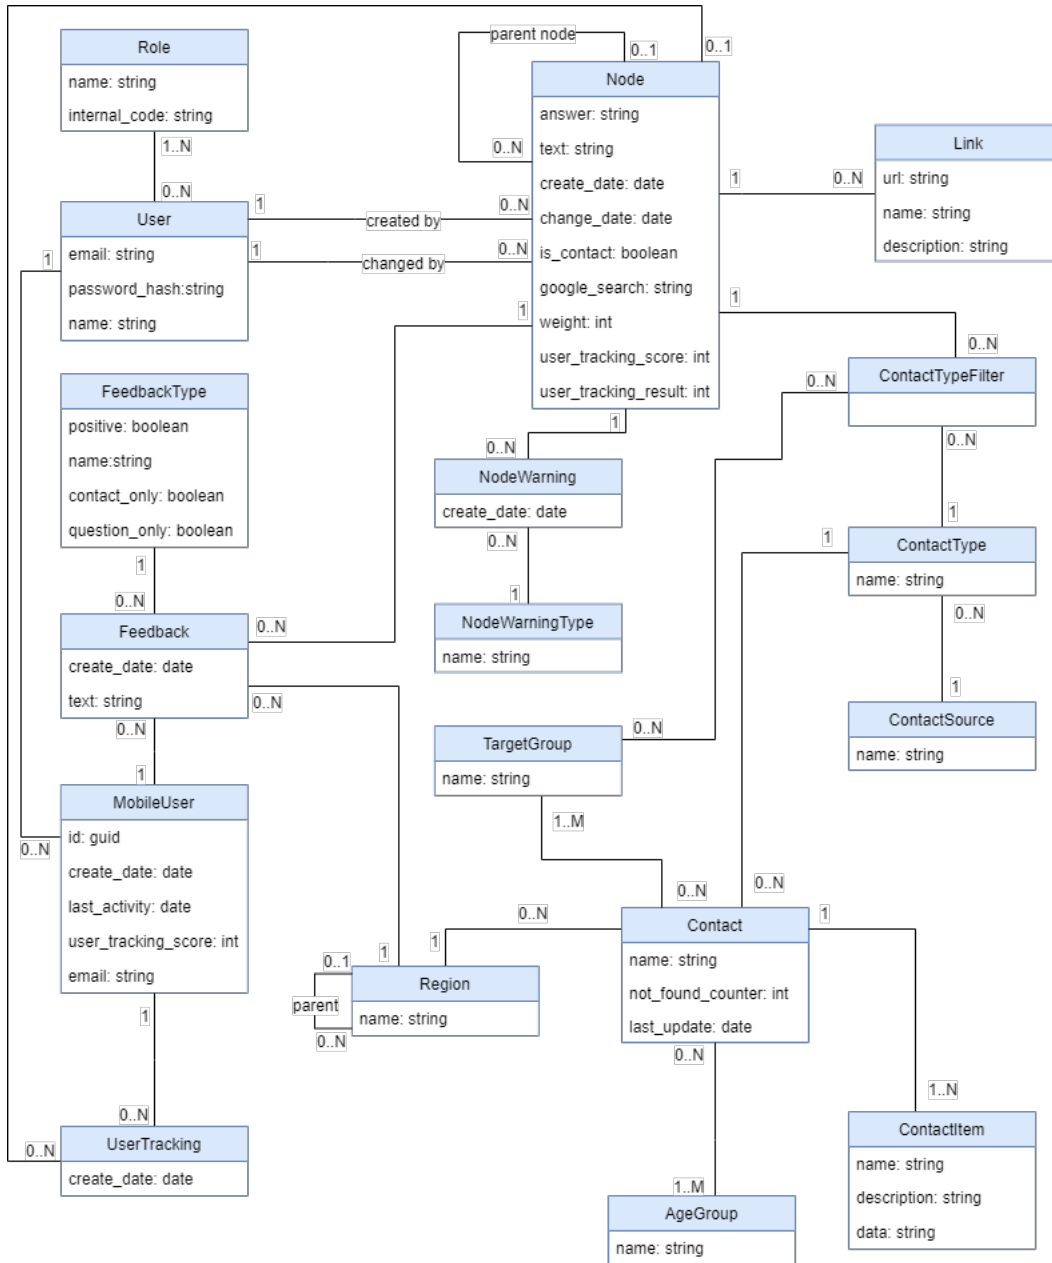 parent node
0..1
0..1
Role
name: string
internal_code: string
1..N
0..N
Node
answer: string
text: string
create_date: date
change_date: date
is_contact: boolean
google_search: string
weight: int
user_tracking_score: int
user_tracking_result: int
0..N
1
0..N
Link
url: string
name: string
description: string
User
email: string
password_hash:string
name: string
1
created by
0..N
1
changed by
0..N
1
1
1
0..N
FeedbackType
positive: boolean
name:string
contact_only: boolean
question_only: boolean
1
0..N
ContactTypeFilter
0..N
0..N
1
0..N
NodeWarning
create_date: date
0..N
1
NodeWarningType
name: string
1
1
ContactType
name: string
0..N
1
ContactSource
name: string
Feedback
create_date: date
text: string
0..N
0..N
0..N
1
TargetGroup
name: string
0..N
1..M
MobileUser
id: guid
create_date: date
last_activity: date
user_tracking_score: int
email: string
0..N
1
0..N
0..N
0..N
Contact
name: string
not_found_counter: int
last_update: date
1
0..N
1
1
0..1
parent
0..N
Region
name: string
0..N
1..N
0..N
UserTracking
create_date: date
1..M
AgeGroup
name: string
ContactItem
name: string
description: string
data: string